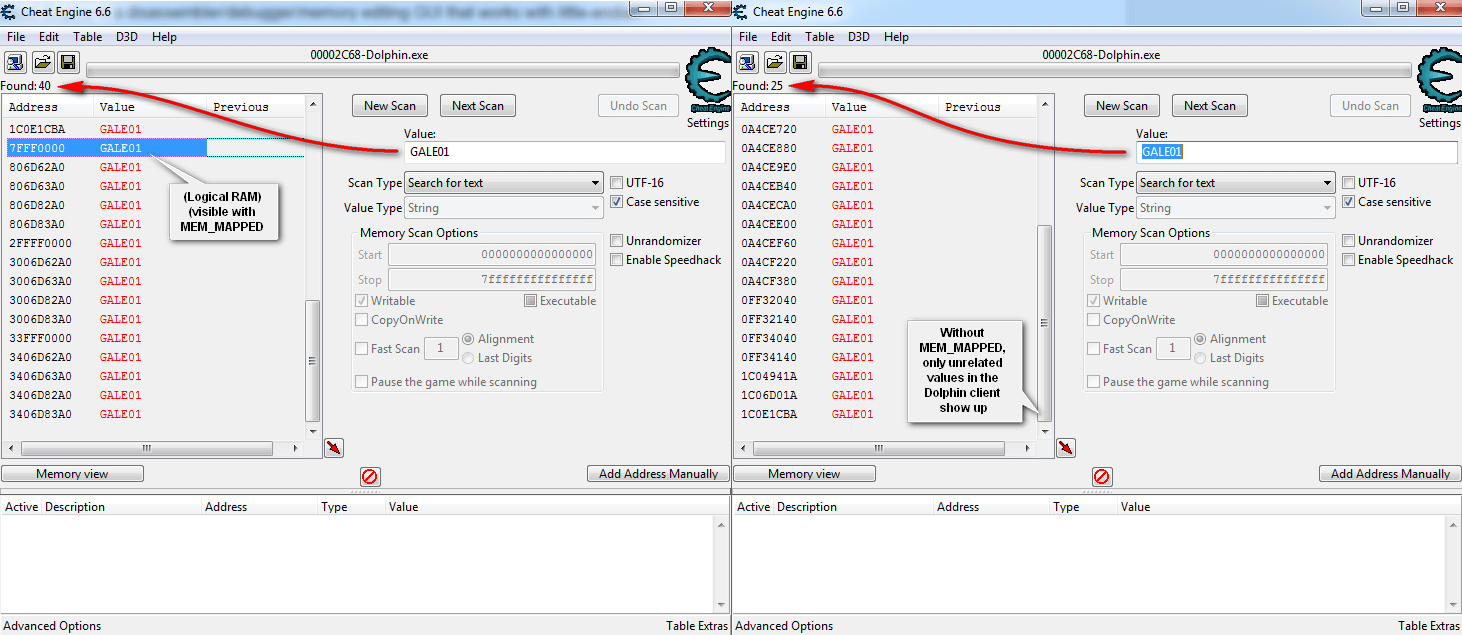 Cheat Engine 6.6
File Edit Table D3D Help
00002C68-Dolphin.exe
Found: 40
Address Value Previous
1C0E1CBA GALE01
7FFF0000 GALE01
806D62A0 GALE01
806D63A0 GALE01
806D82A0 GALE01
806D83A0 GALE01
2FFFF0000 GALE01
3006D62A0 GALE01
3006D63A0 GALE01
3006D82A0 GALE01
3006D83A0 GALE01
33FFF0000 GALE01
3406D62A0 GALE01
3406D63A0 GALE01
3406D82A0 GALE01
3406D83A0 GALE01
(Logical RAM)
(visible with
MEM_MAPPED
New Scan Next Scan Undo Scan
Cheat Engine
Settings
Value:
GALE01
Scan Type Search for text
UTF-16
Value Type String
Case sensitive
Memory Scan Options
Start 0000000000000000
Stop 7fffffffffffffff
Unrandomizer
Enable Speedhack
Writable Executable
CopyOnWrite
Fast Scan 1 Alignment
Last Digits
Pause the game while scanning
Memory view Add Address Manually
Active Description Address Type Value
Advanced Options Table Extras
Cheat Engine 6.6
File Edit Table D3D Help
00002C68-Dolphin.exe
Found: 25
Address Value Previous
0A4CE720 GALE01
0A4CE880 GALE01
0A4CE9E0 GALE01
0A4CEB40 GALE01
0A4CECA0 GALE01
0A4CEE00 GALE01
0A4CEF60 GALE01
0A4CF220 GALE01
0A4CF380 GALE01
0FF32040 GALE01
0FF32140 GALE01
0FF34040 GALE01
0FF34140 GALE01
1C04941A GALE01
1C06D01A GALE01
1C0E1CBA GALE01
Without
MEM_MAPPED,
only unrelated
values in the
Dolphin client
show up
New Scan Next Scan Undo Scan
Cheat Engine
Settings
Value:
GALE01
Scan Type Search for text
UTF-16
Value Type String
Case sensitive
Memory Scan Options
Start 0000000000000000
Stop 7fffffffffffffff
Unrandomizer
Enable Speedhack
Writable Executable
CopyOnWrite
Fast Scan 1 Alignment
Last Digits
Pause the game while scanning
Memory view Add Address Manually
Active Description Address Type Value
Advanced Options Table Extras